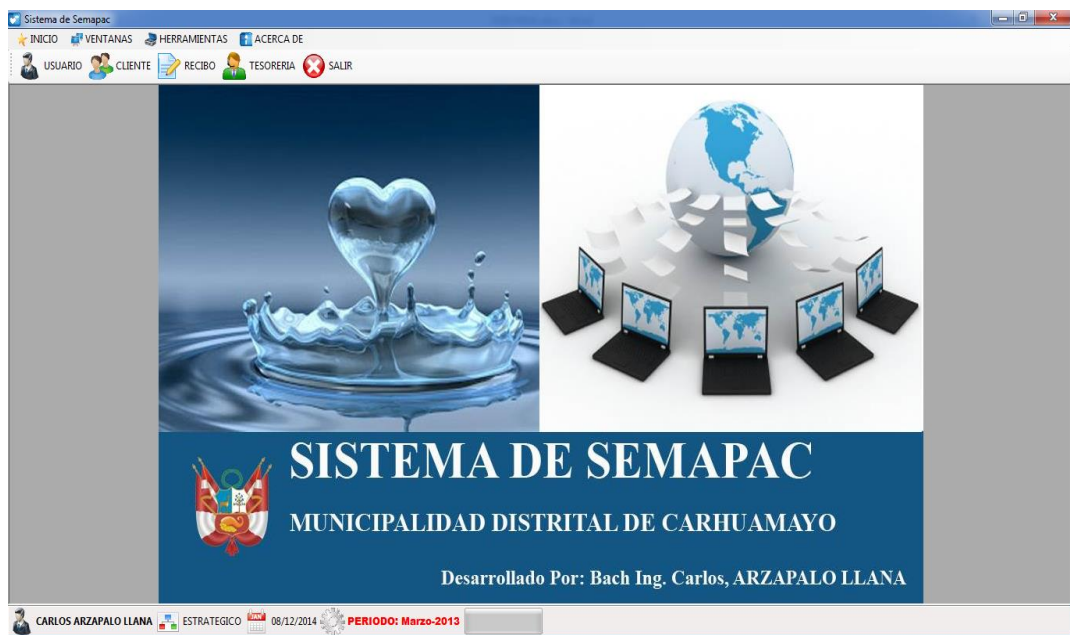 Sistema de Semapac
INICIO VENTANAS HERRAMIENTAS ACERCA DE
USUARIO CLIENTE RECIBO TESORERIA SALIR
SISTEMA DE SEMAPAC
MUNICIPALIDAD DISTRITAL DE CARHUAMAYO
Desarrollado Por: Bach Ing. Carlos, ARZAPALO LLANA
CARLOS ARZAPALO LLANA ESTRATEGICO 08/12/2014 PERIODO: Marzo-2013